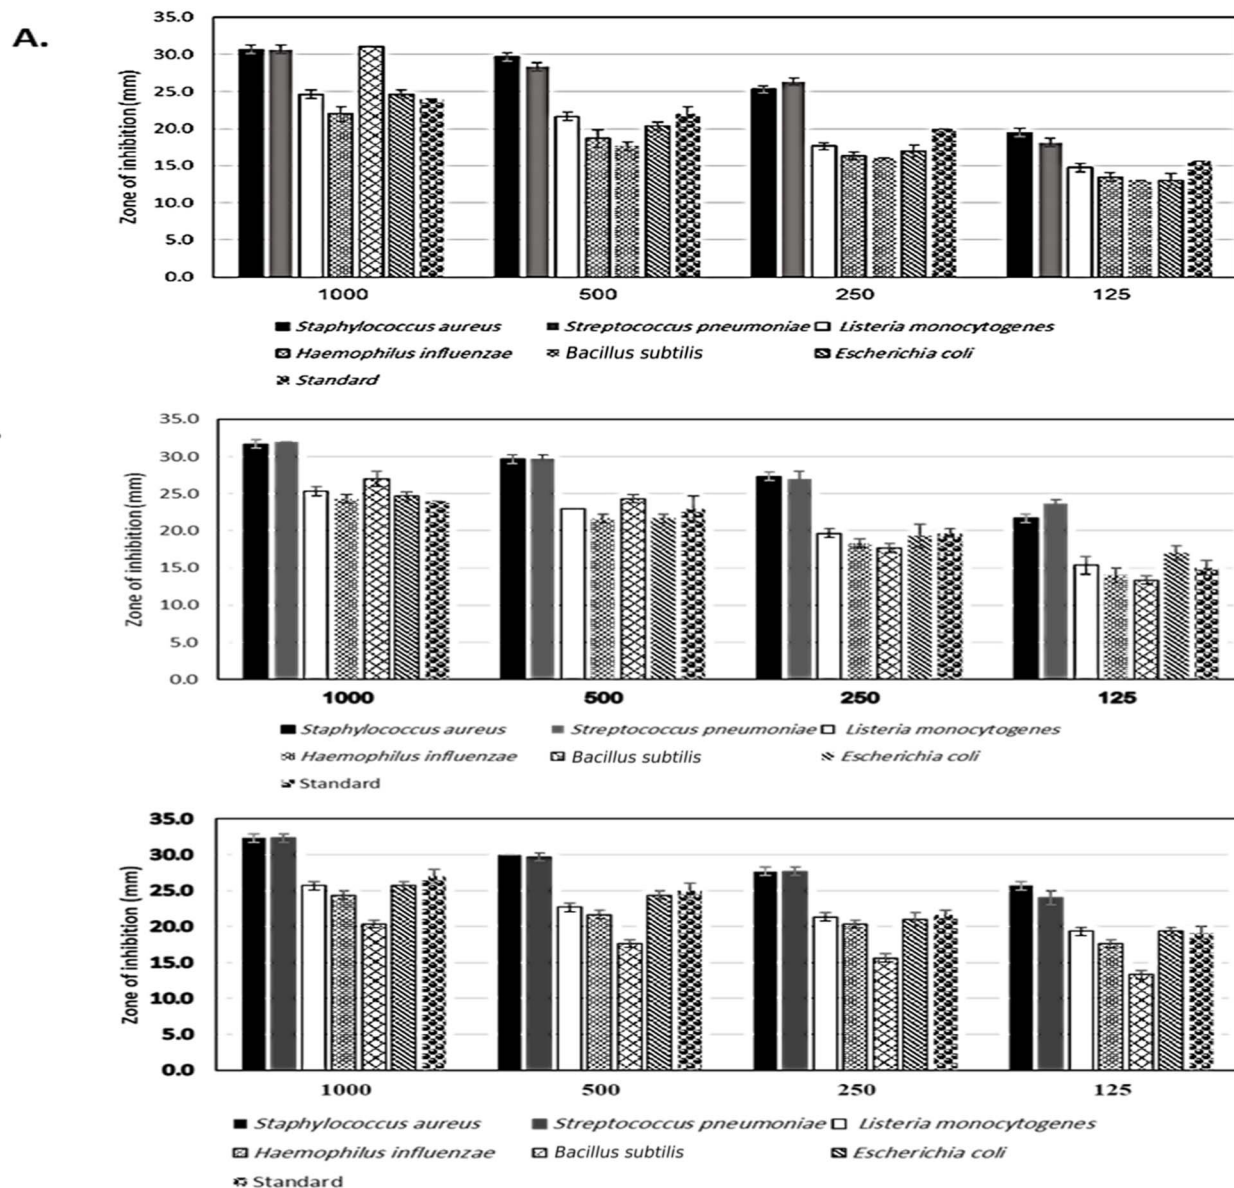 A.
35.0
30.0
25.0
20.0
15.0
10.0
5.0
0.0
Zone of inhibition (mm)
1000 500 250 125
Staphylococcus aureus Streptococcus pneumoniae Listeria monocytogenes
Haemophilus influenzae Bacillus subtilis Escherichia coli
Standard
35.0
30.0
25.0
20.0
15.0
10.0
5.0
0.0
Zone of inhibition (mm)
1000 500 250 125
Staphylococcus aureus Streptococcus pneumoniae Listeria monocytogenes
Haemophilus influenzae Bacillus subtilis Escherichia coli
Standard
35.0
30.0
25.0
20.0
15.0
10.0
5.0
0.0
Zone of inhibition (mm)
1000 500 250 125
Staphylococcus aureus Streptococcus pneumoniae Listeria monocytogenes
Haemophilus influenzae Bacillus subtilis Escherichia coli
Standard